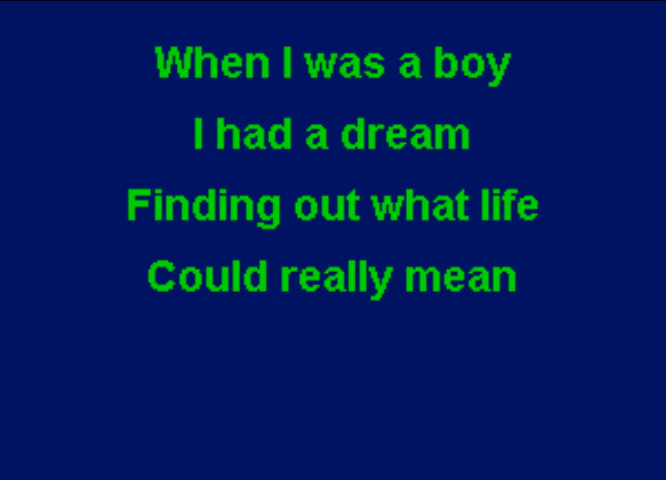 When I was a boy
I had a dream
Finding out what life
Could really mean